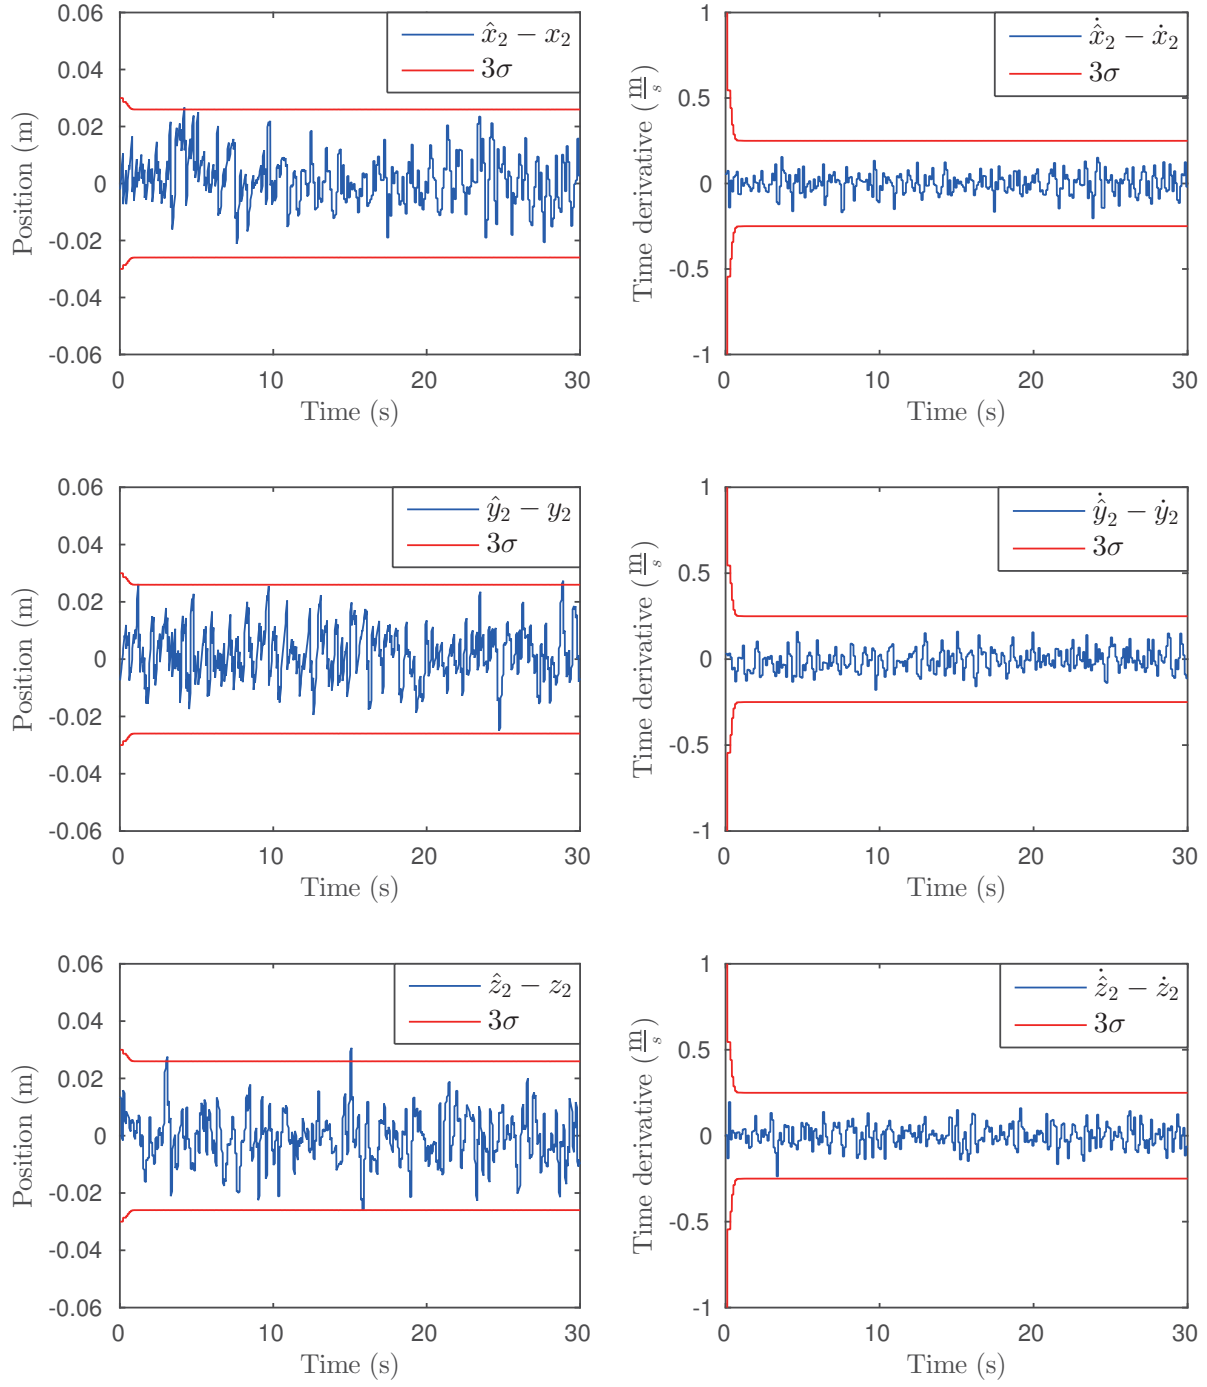 0.06
0.04
0.02
0
-0.02
-0.04
-0.06
Position (m)
x̂₂ − x₂
3σ
0 10 20 30
Time (s)
1
0.5
0
-0.5
-1
Time derivative (m/s)
ẋ̂₂ − ẋ₂
3σ
0 10 20 30
Time (s)
0.06
0.04
0.02
0
-0.02
-0.04
-0.06
Position (m)
ŷ₂ − y₂
3σ
0 10 20 30
Time (s)
1
0.5
0
-0.5
-1
Time derivative (m/s)
ẏ̂₂ − ẏ₂
3σ
0 10 20 30
Time (s)
0.06
0.04
0.02
0
-0.02
-0.04
-0.06
Position (m)
ẑ₂ − z₂
3σ
0 10 20 30
Time (s)
1
0.5
0
-0.5
-1
Time derivative (m/s)
ż̂₂ − ż₂
3σ
0 10 20 30
Time (s)